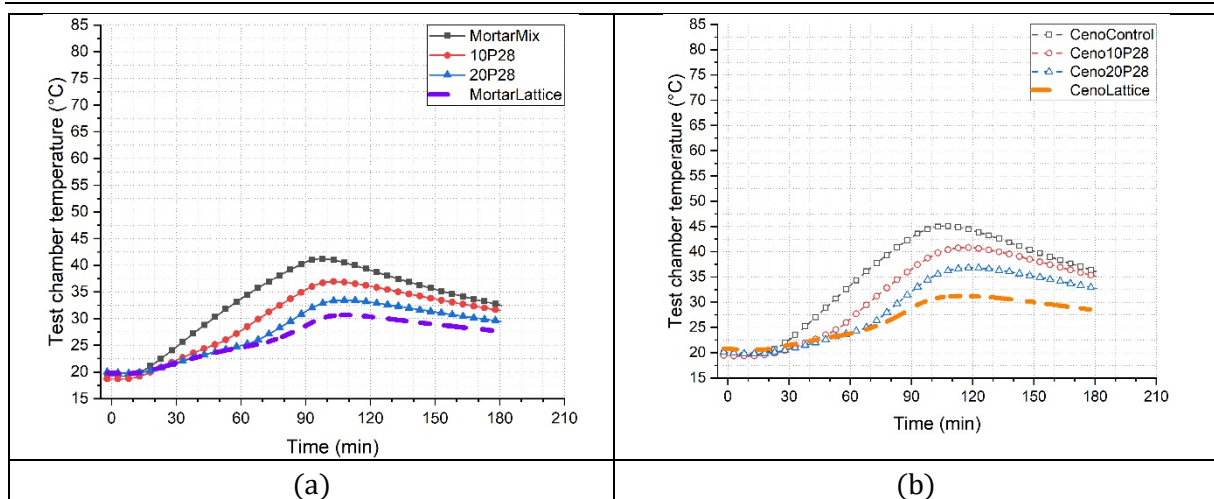 MortarMix
10P28
20P28
MortarLattice
85
80
75
70
65
60
55
50
45
40
35
30
25
20
15
Test chamber temperature (°C)
0 30 60 90 120 150 180 210
Time (min)
(a)
CenoControl
Ceno10P28
Ceno20P28
CenoLattice
85
80
75
70
65
60
55
50
45
40
35
30
25
20
15
Test chamber temperature (°C)
0 30 60 90 120 150 180 210
Time (min)
(b)